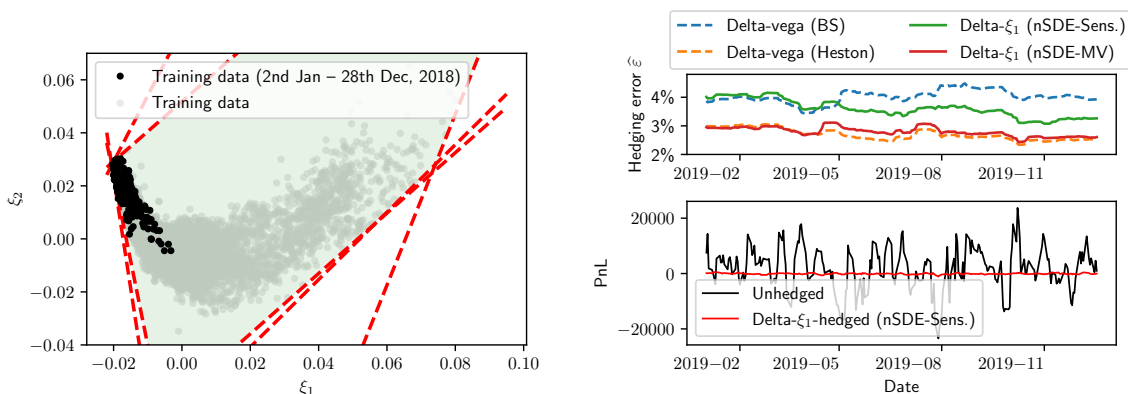 Training data (2nd Jan – 28th Dec, 2018)
Training data
0.06
0.04
0.02
0.00
−0.02
−0.04
ξ2
−0.02 0.00 0.02 0.04 0.06 0.08 0.10
ξ1
Delta-vega (BS) Delta-ξ1 (nSDE-Sens.)
Delta-vega (Heston) Delta-ξ1 (nSDE-MV)
Hedging error ε̂
4%
3%
2%
2019−02 2019−05 2019−08 2019−11
PnL
20000
0
−20000
Unhedged
Delta-ξ1-hedged (nSDE-Sens.)
2019−02 2019−05 2019−08 2019−11
Date